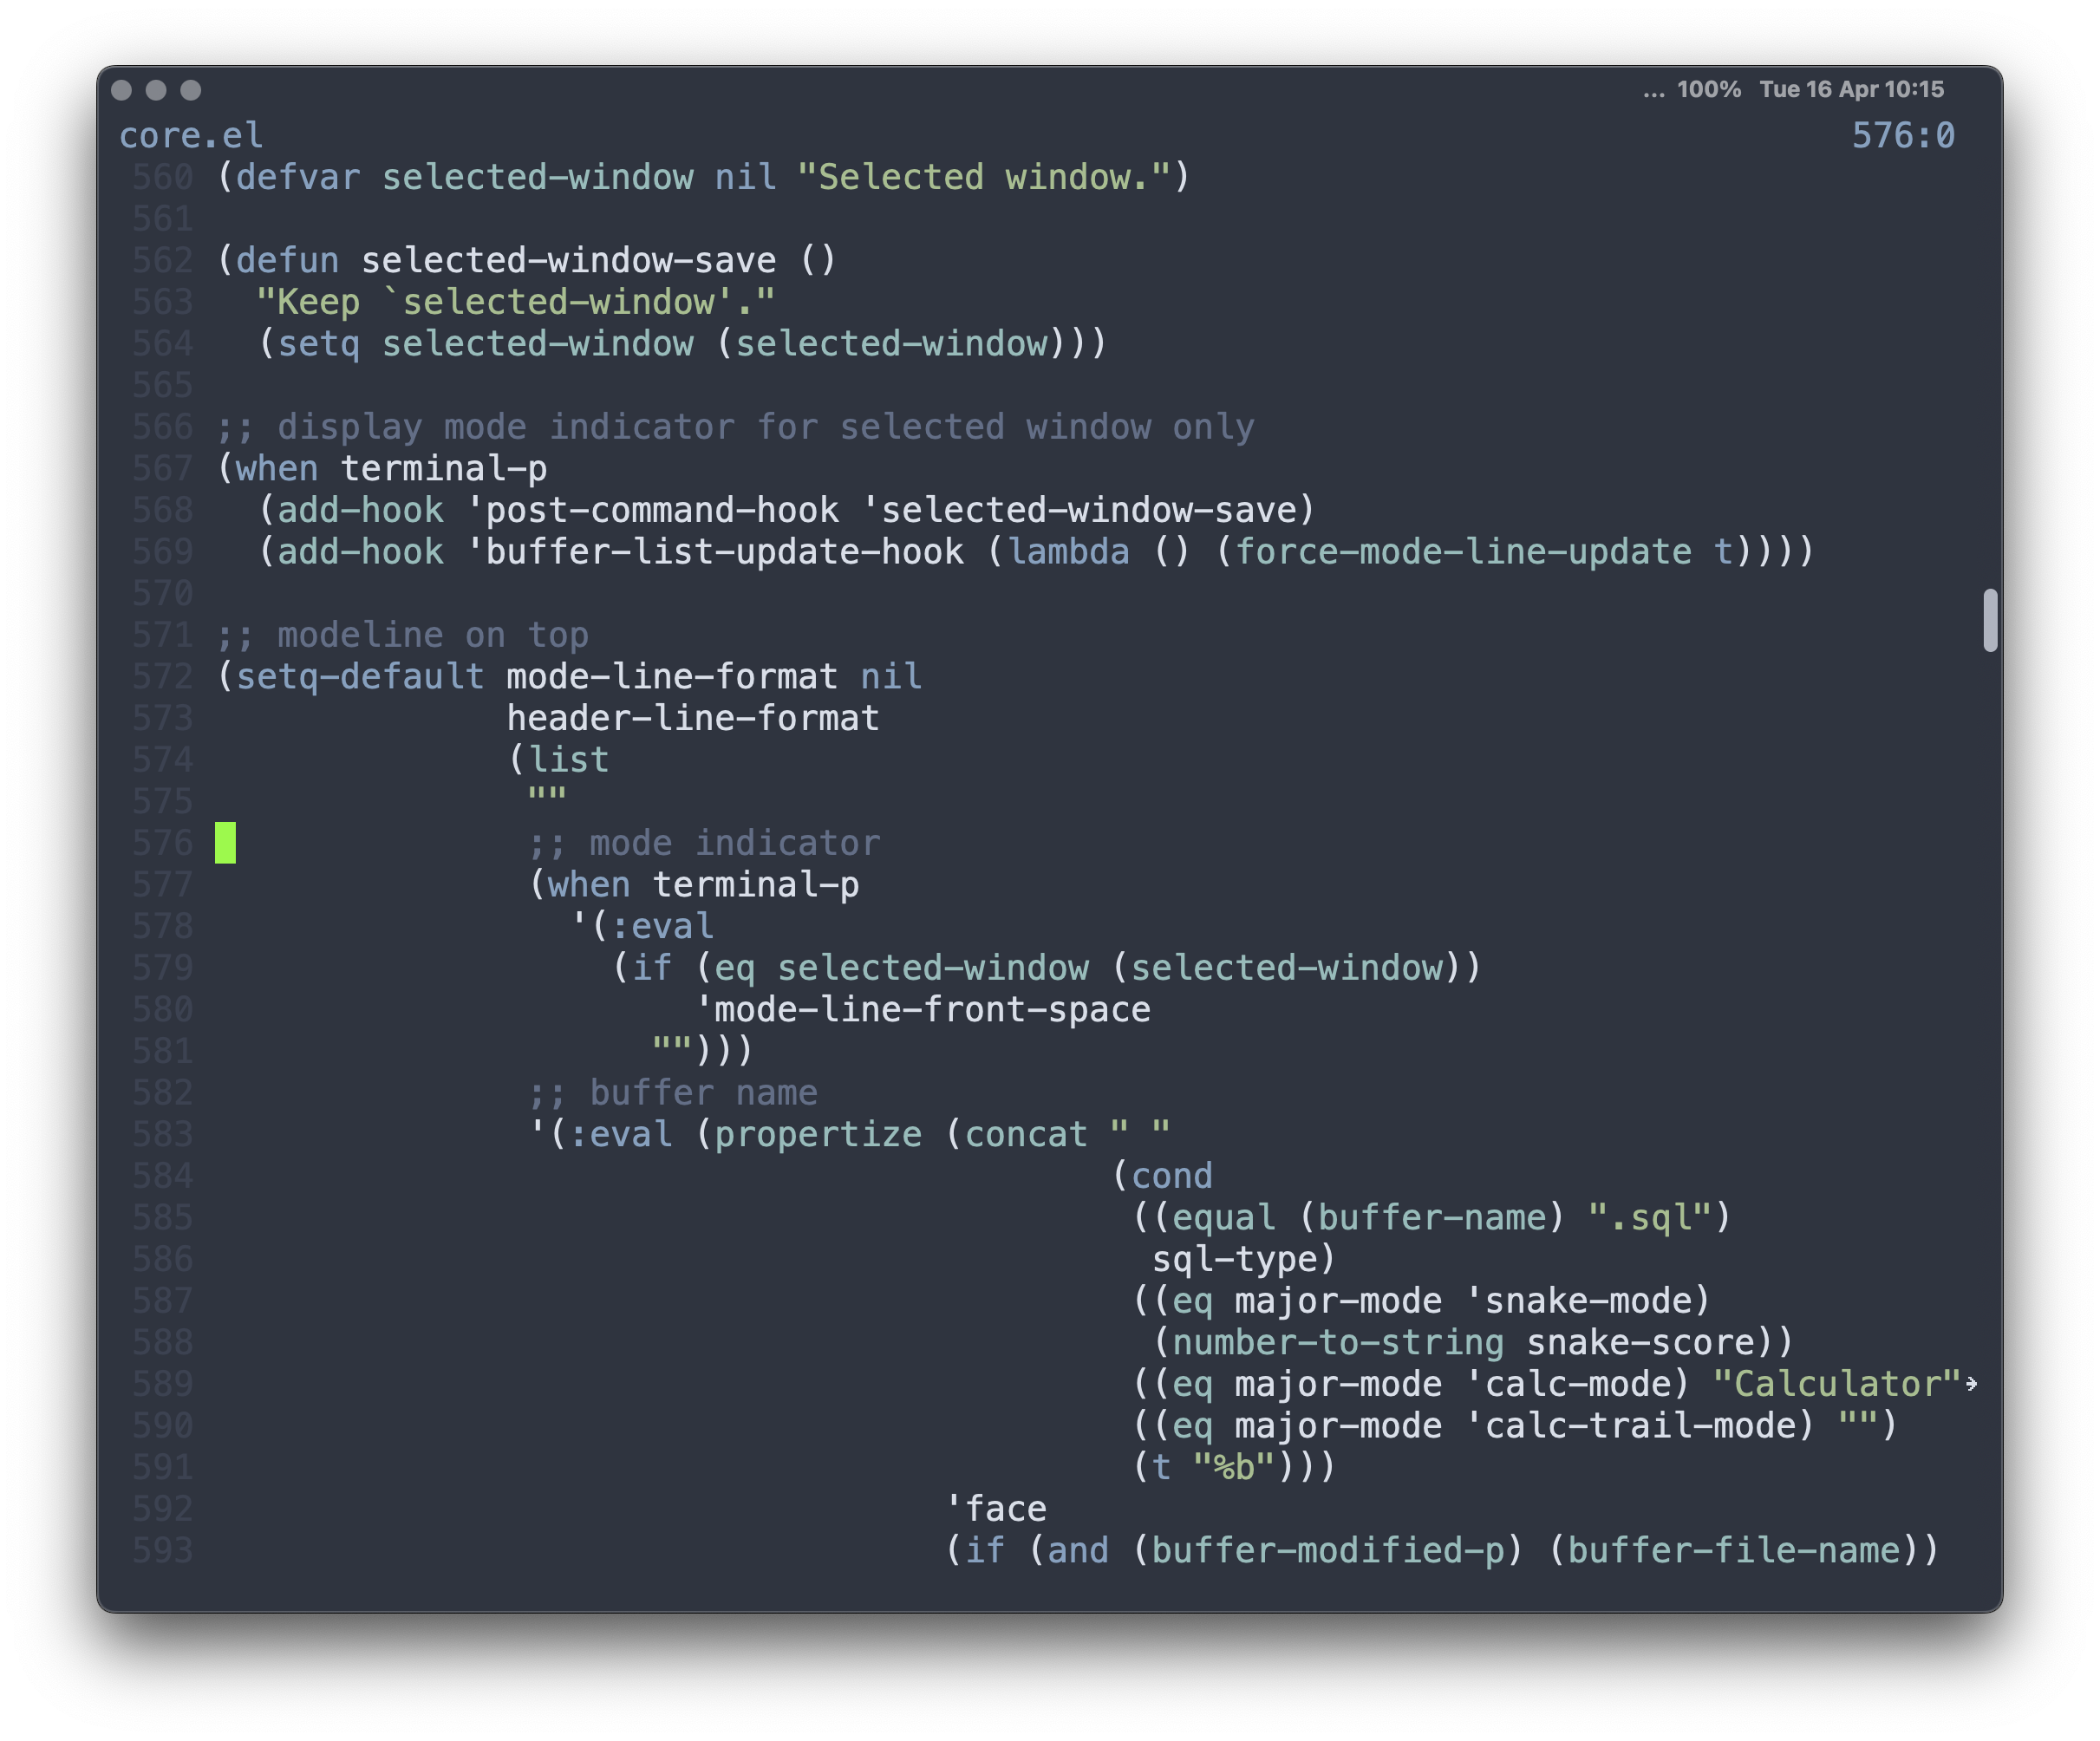 ... 100% Tue 16 Apr 10:15
core.el 576:0
560 (defvar selected-window nil "Selected window.")
561
562 (defun selected-window-save ()
563   "Keep `selected-window'."
564   (setq selected-window (selected-window)))
565
566 ;; display mode indicator for selected window only
567 (when terminal-p
568   (add-hook 'post-command-hook 'selected-window-save)
569   (add-hook 'buffer-list-update-hook (lambda () (force-mode-line-update t))))
570
571 ;; modeline on top
572 (setq-default mode-line-format nil
573               header-line-format
574               (list
575                ""
576                ;; mode indicator
577                (when terminal-p
578                  '(:eval
579                    (if (eq selected-window (selected-window))
580                        'mode-line-front-space
581                      "")))
582                ;; buffer name
583                '(:eval (propertize (concat " "
584                                            (cond
585                                             ((equal (buffer-name) ".sql")
586                                              sql-type)
587                                             ((eq major-mode 'snake-mode)
588                                              (number-to-string snake-score))
589                                             ((eq major-mode 'calc-mode) "Calculator"→
590                                             ((eq major-mode 'calc-trail-mode) "")
591                                             (t "%b")))
592                                    'face
593                                    (if (and (buffer-modified-p) (buffer-file-name))